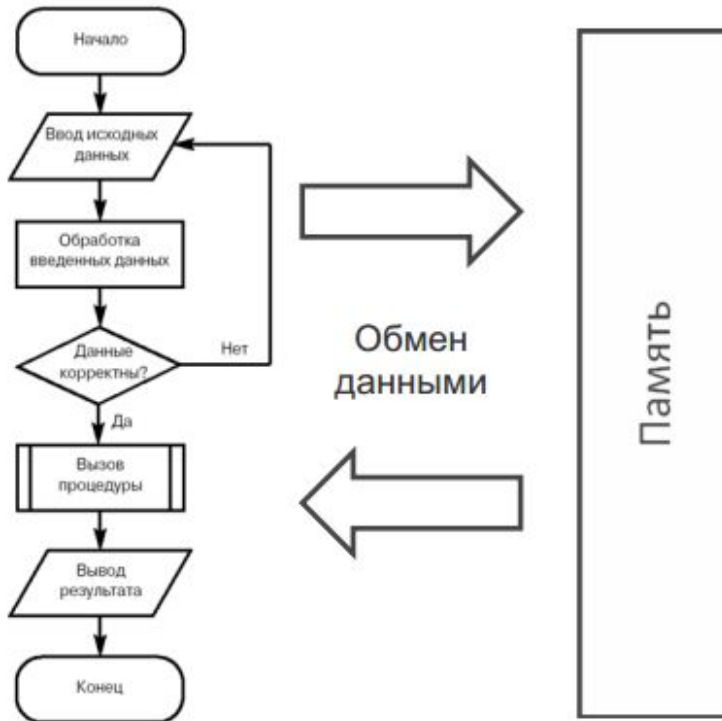 Начало
Ввод исходных
данных
Обработка
введенных данных
Данные
корректны?
Нет
Да
Вызов
процедуры
Вывод
результата
Конец
Обмен
данными
Память